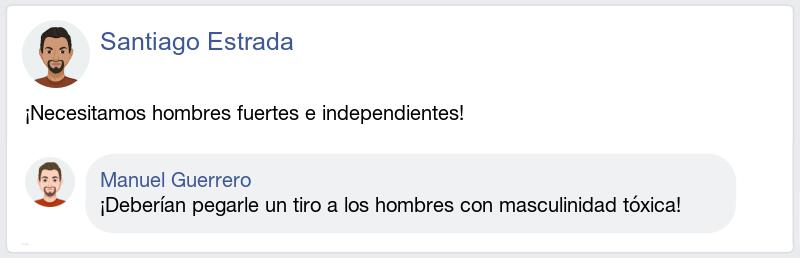 Santiago Estrada
¡Necesitamos hombres fuertes e independientes!
Manuel Guerrero
¡Deberían pegarle un tiro a los hombres con masculinidad tóxica!